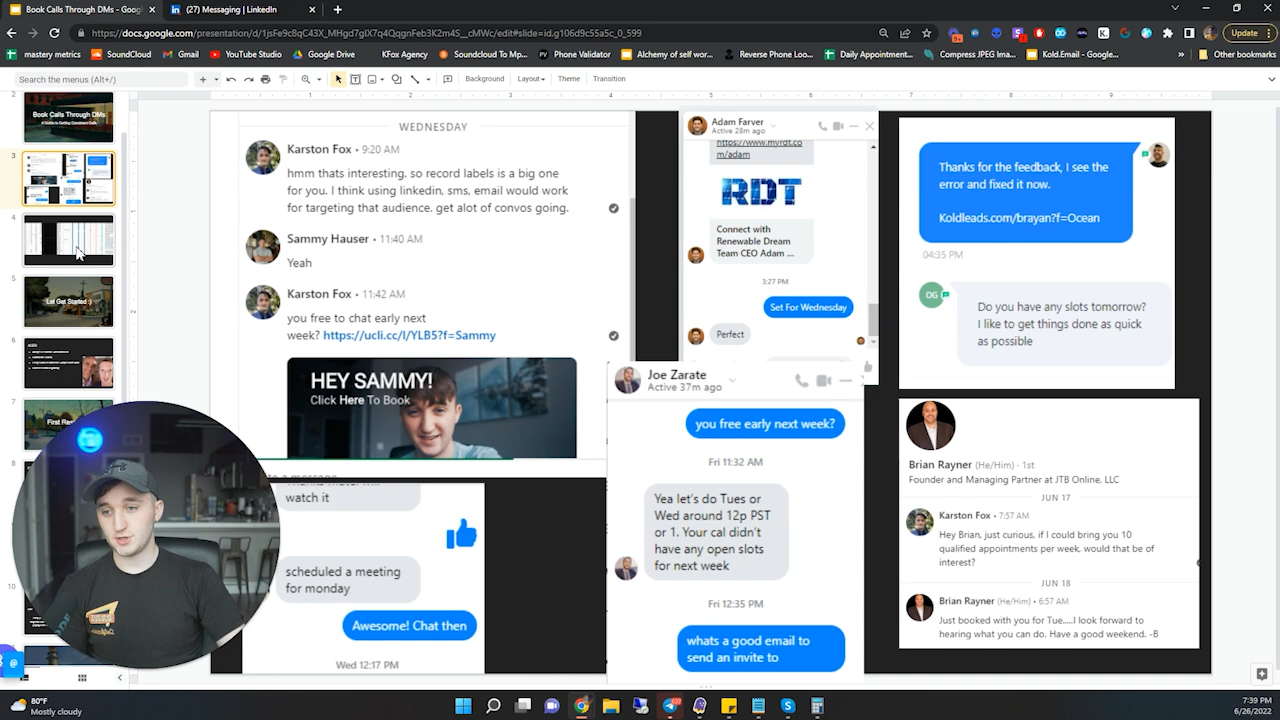 Book Calls Through DMs - Goog
(27) Messaging | LinkedIn
https://docs.google.com/presentation/d/1jsFe9c8qC43X_MHgd7glX7q4QqgnFeb3K2m4S__cMWc/edit#slide=id.g106d9c55a5c_0_599
Update
mastery metrics
SoundCloud
Gmail
YouTube Studio
Google Drive
KFox Agency
Soundcloud To Mp...
Phone Validator
Alchemy of self wor...
Reverse Phone Loo...
Daily Appointment...
Compress JPEG Ima...
Kold.Email - Google...
Other bookmarks
Search the menus (Alt+/)
Background
Layout
Theme
Transition
2
Book Calls Through DMs
3
4
5
Let Get Started :)
6
7
8
10
WEDNESDAY
Karston Fox • 9:20 AM
hmm thats interesting. so record labels is a big one
for you. I think using linkedin, sms, email would work
for targeting that audience. get alot of convos going.
Sammy Hauser • 11:40 AM
Yeah
Karston Fox • 11:42 AM
you free to chat early next
week? https://ucli.cc/l/YLB5?f=Sammy
HEY SAMMY!
Click Here To Book
watch it
scheduled a meeting
for monday
Awesome! Chat then
Wed 12:17 PM
Adam Farver
Active 28m ago
https://www.myrdt.co
m/adam
RDT
Connect with
Renewable Dream
Team CEO Adam ...
3:27 PM
Set For Wednesday
Perfect
Joe Zarate
Active 37m ago
you free early next week?
Fri 11:32 AM
Yea let's do Tues or
Wed around 12p PST
or 1. Your cal didn't
have any open slots
for next week
Fri 12:35 PM
whats a good email to
send an invite to
Thanks for the feedback, I see the
error and fixed it now.
Koldleads.com/brayan?f=Ocean
04:35 PM
OG
Do you have any slots tomorrow?
I like to get things done as quick
as possible
Brian Rayner (He/Him) · 1st
Founder and Managing Partner at JTB Online, LLC
JUN 17
Karston Fox • 7:57 AM
Hey Brian, just curious, if I could bring you 10
qualified appointments per week, would that be of
interest?
JUN 18
Brian Rayner (He/Him) • 6:57 AM
Just booked with you for Tue.....I look forward to
hearing what you can do. Have a good weekend. -B
80°F
Mostly cloudy
7:39 PM
6/26/2022